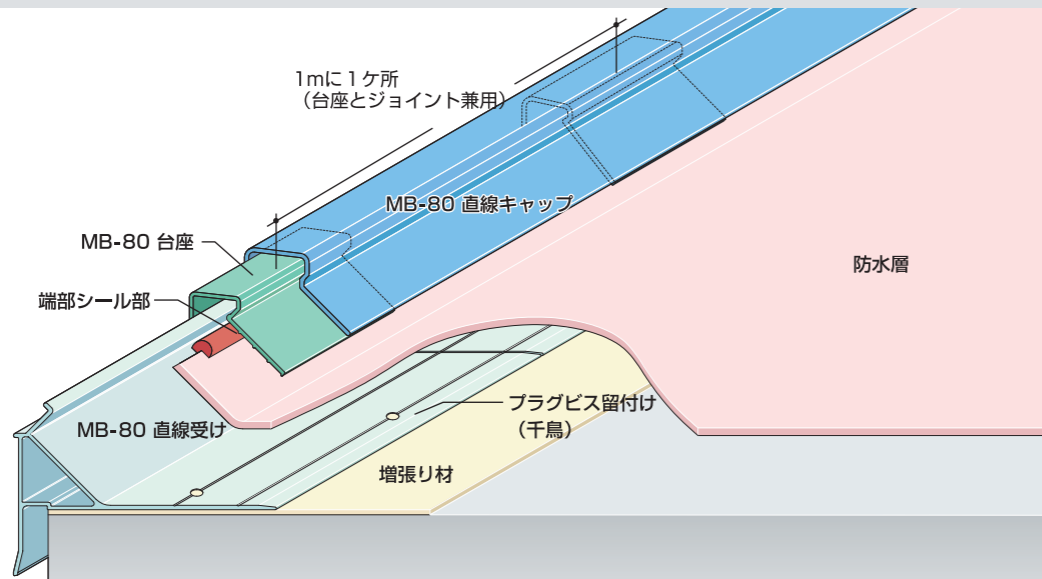 1mに1ケ所
（台座とジョイント兼用）
MB-80 直線キャップ
MB-80 台座
防水層
端部シール部
プラグビス留付け
（千鳥）
MB-80 直線受け
増張り材